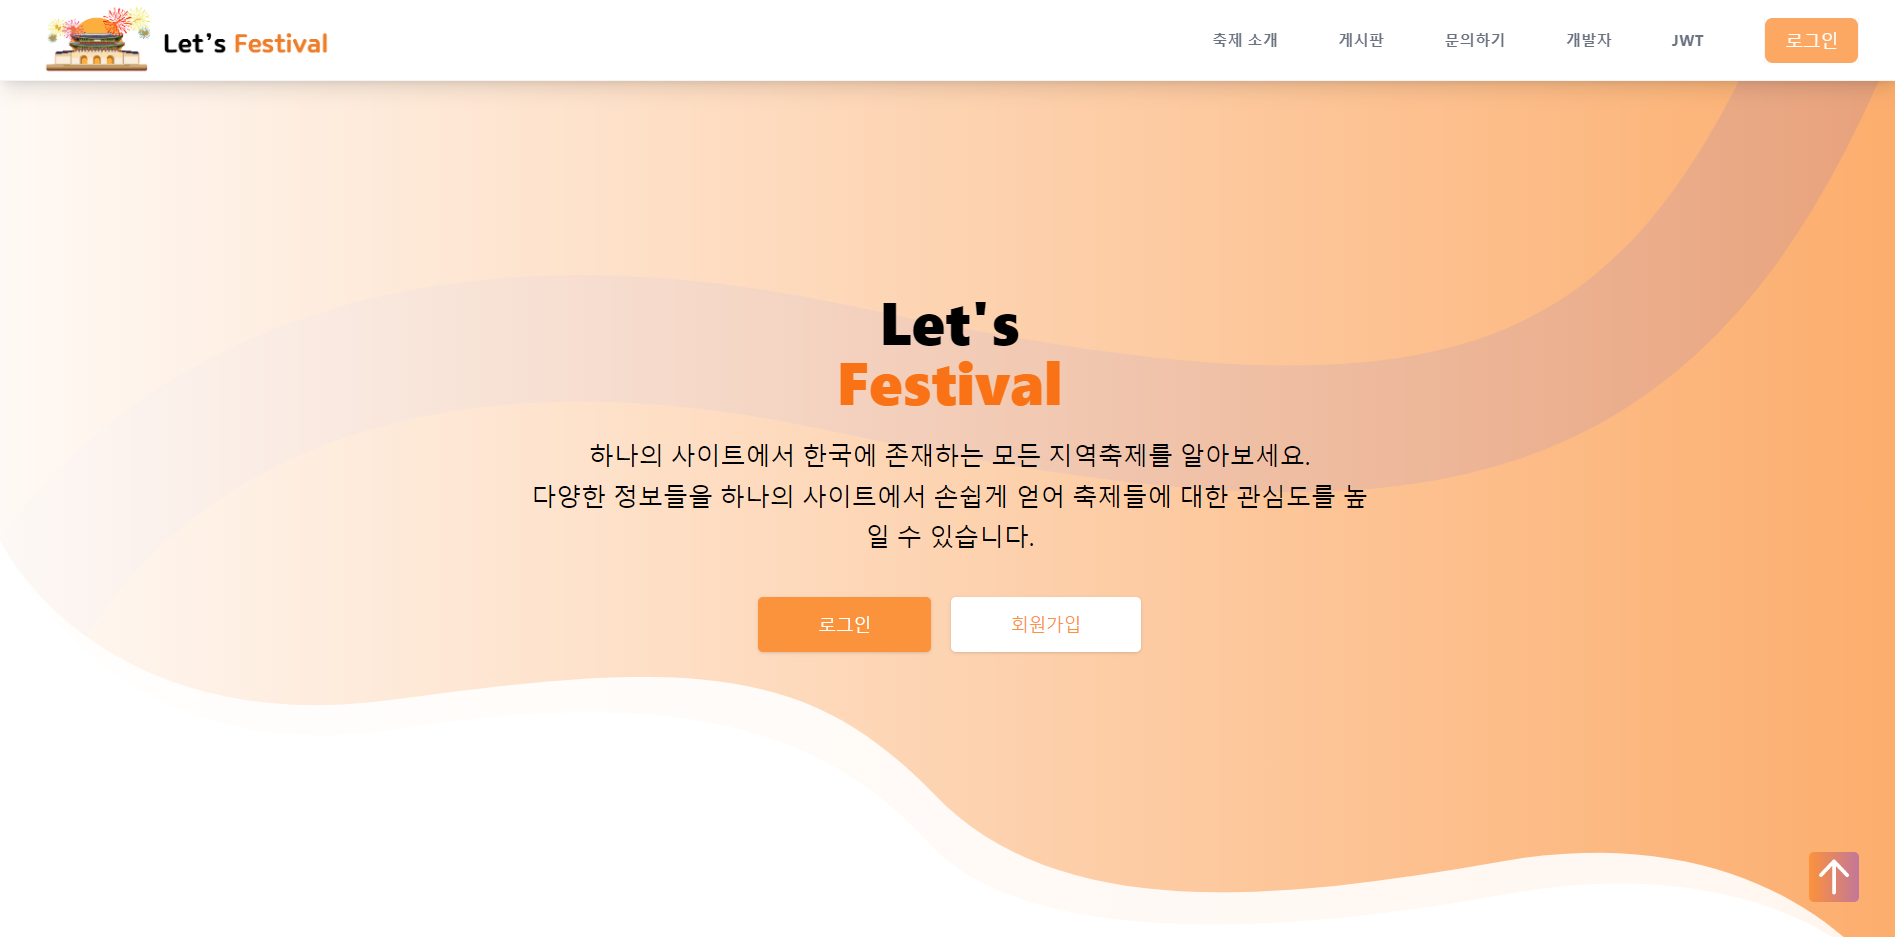 Let's Festival
축제 소개
게시판
문의하기
개발자
JWT
로그인
Let's
Festival
하나의 사이트에서 한국에 존재하는 모든 지역축제를 알아보세요.
다양한 정보들을 하나의 사이트에서 손쉽게 얻어 축제들에 대한 관심도를 높
일 수 있습니다.
로그인
회원가입